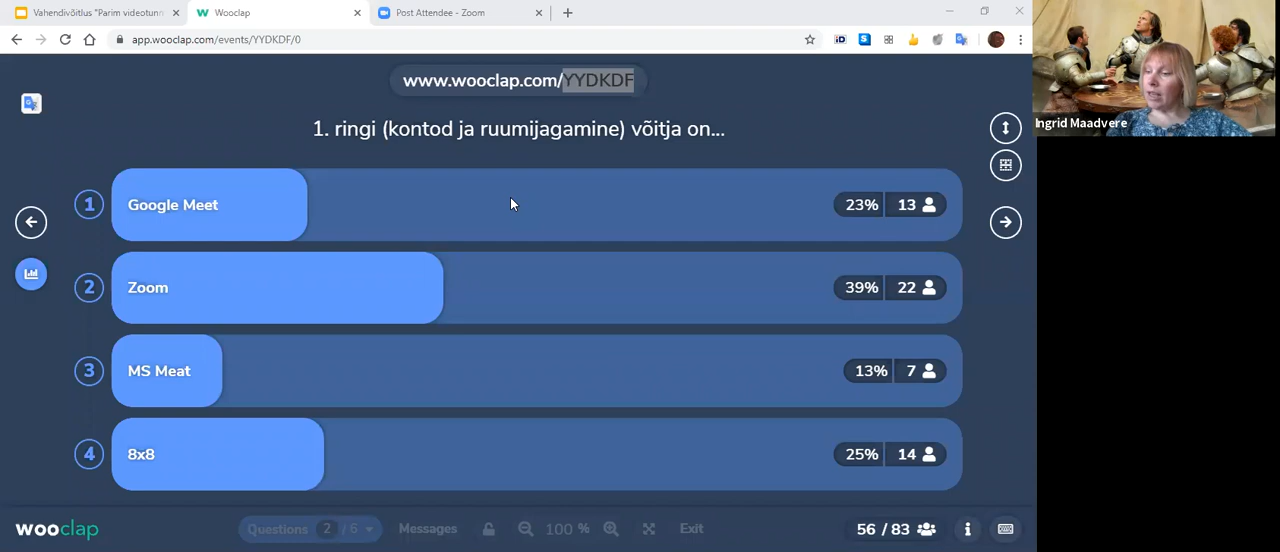 Vahendivõitlus "Parim videotunn
Wooclap
Post Attendee - Zoom
app.wooclap.com/events/YYDKDF/0
www.wooclap.com/YYDKDF
1. ringi (kontod ja ruumijagamine) võitja on...
Ingrid Maadvere
1 Google Meet 23% 13
2 Zoom 39% 22
3 MS Meat 13% 7
4 8x8 25% 14
wooclap Questions 2 / 6 Messages 100 % Exit 56 / 83